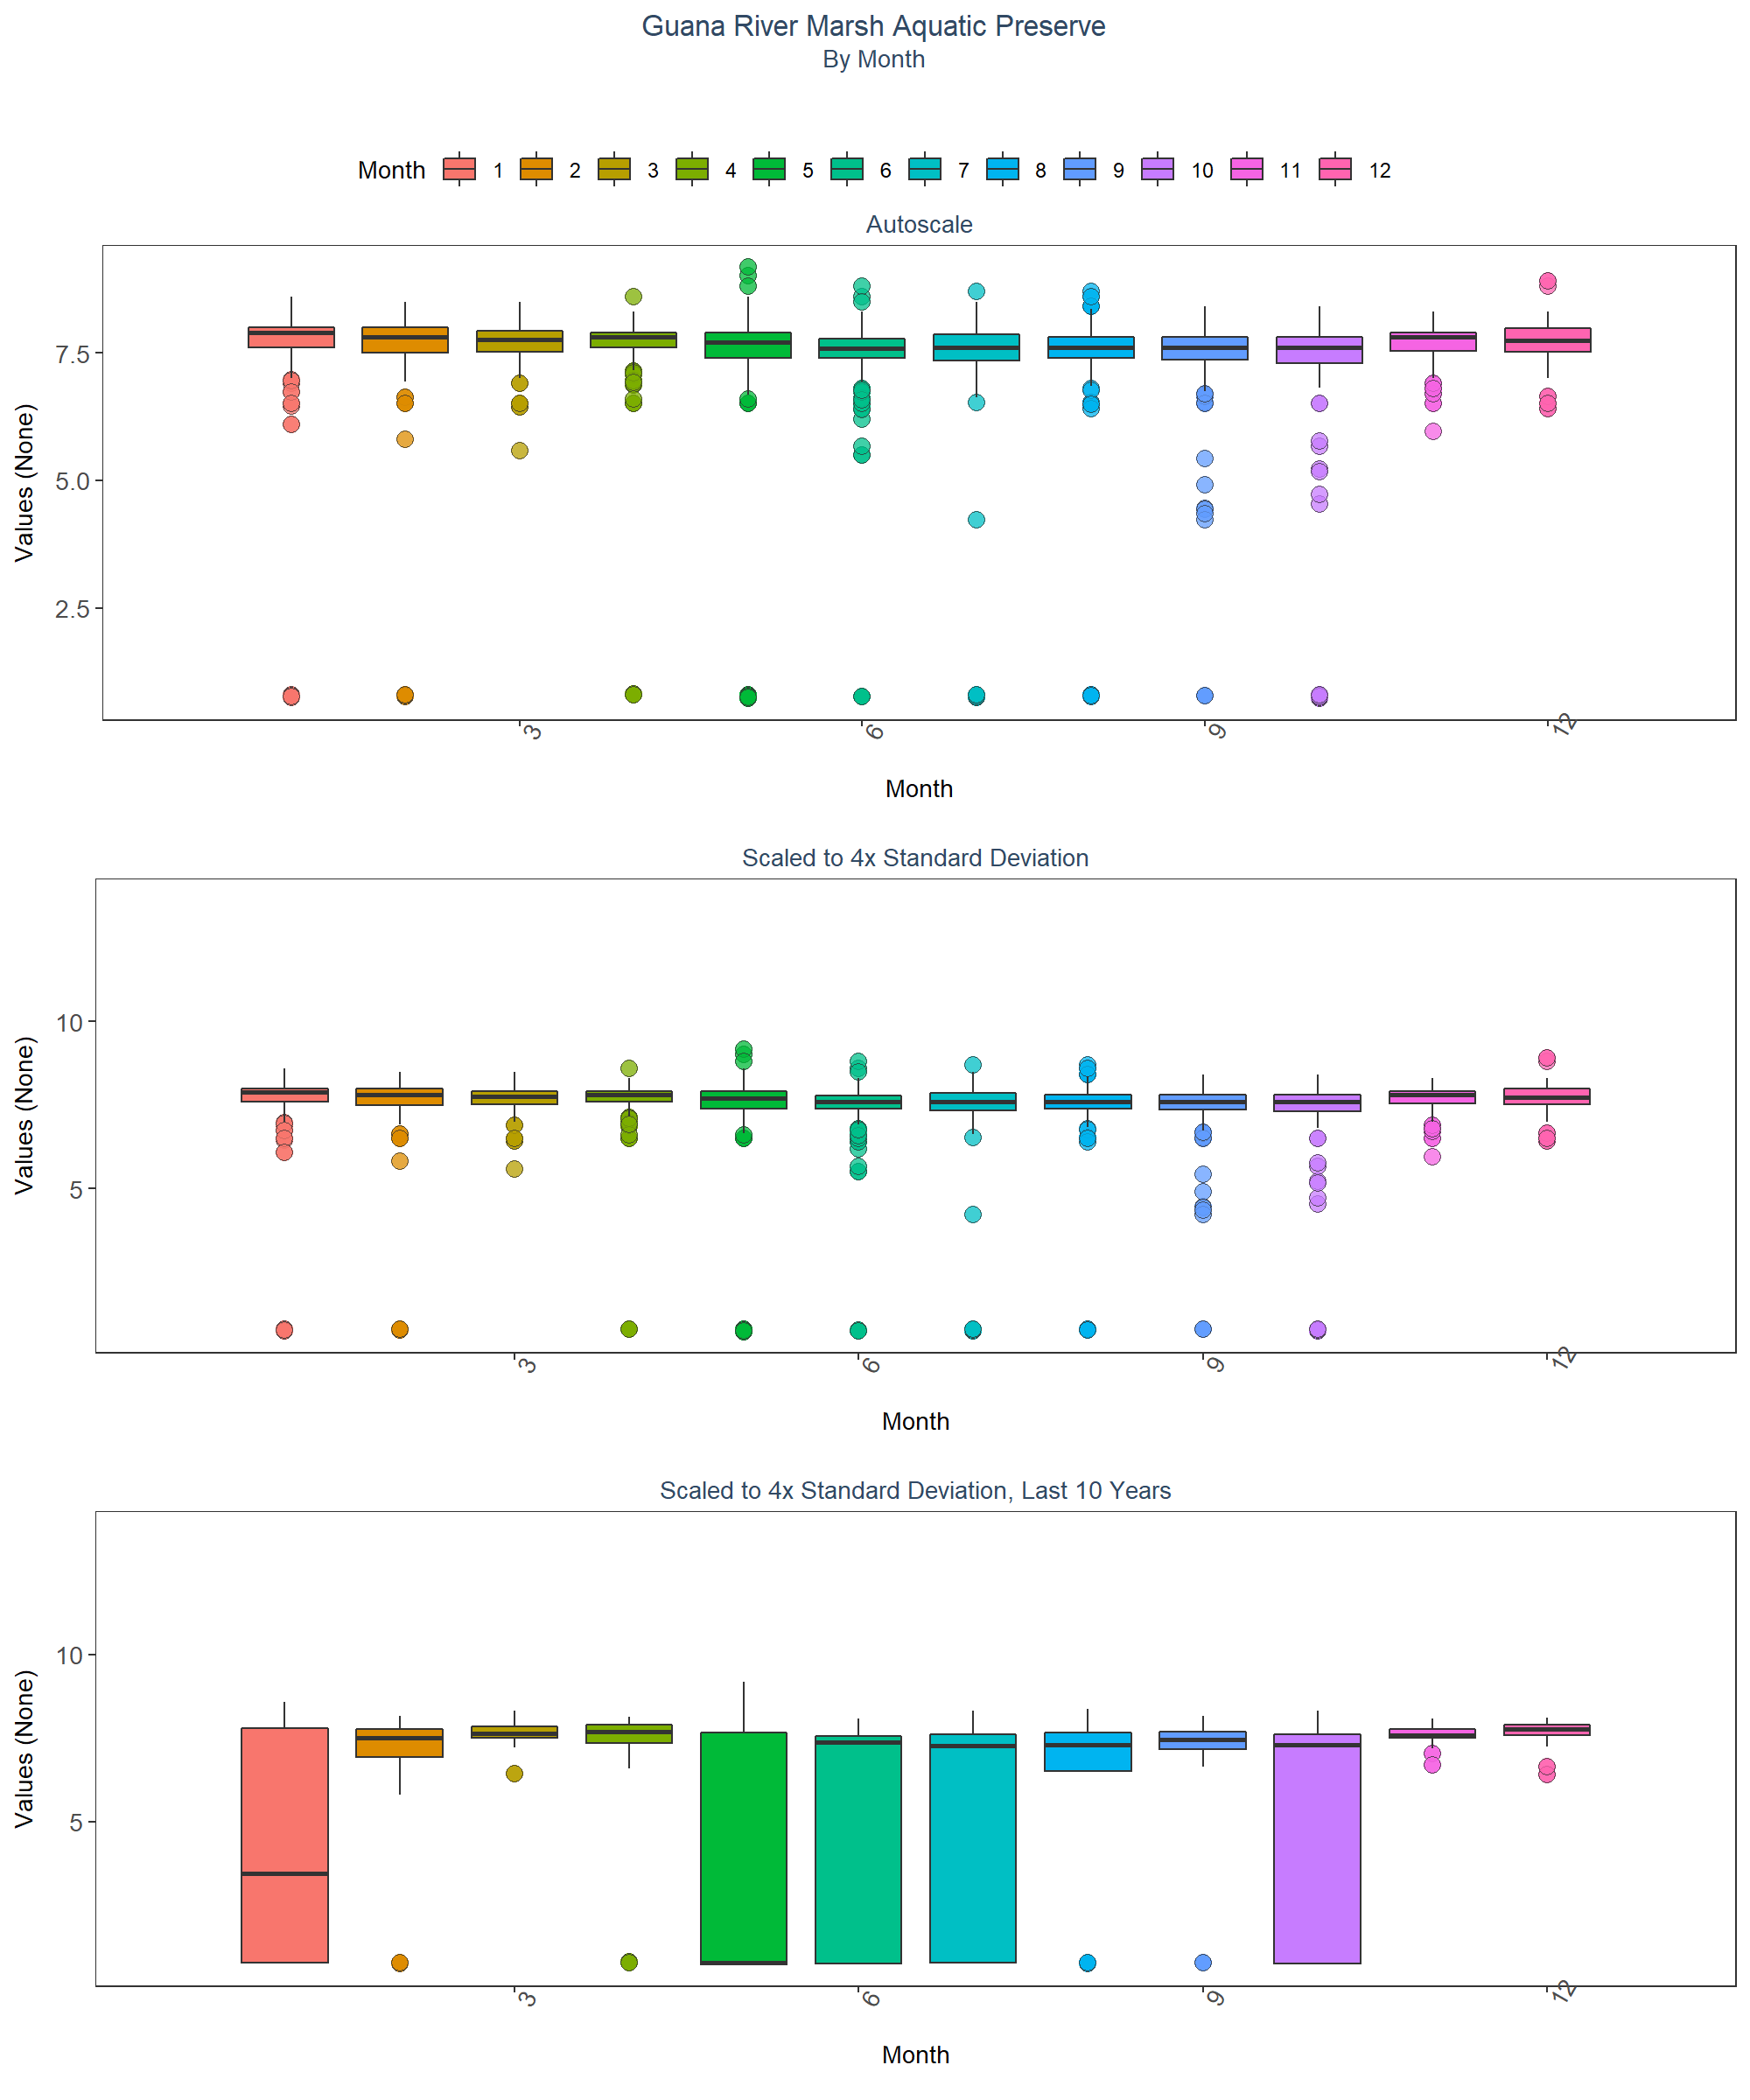 Guana River Marsh Aquatic Preserve
By Month
Month 1 2 3 4 5 6 7 8 9 10 11 12
Autoscale
Values (None)
7.5
5.0
2.5
3 6 9 12
Month
Scaled to 4x Standard Deviation
Values (None)
10
5
3 6 9 12
Month
Scaled to 4x Standard Deviation, Last 10 Years
Values (None)
10
5
3 6 9 12
Month